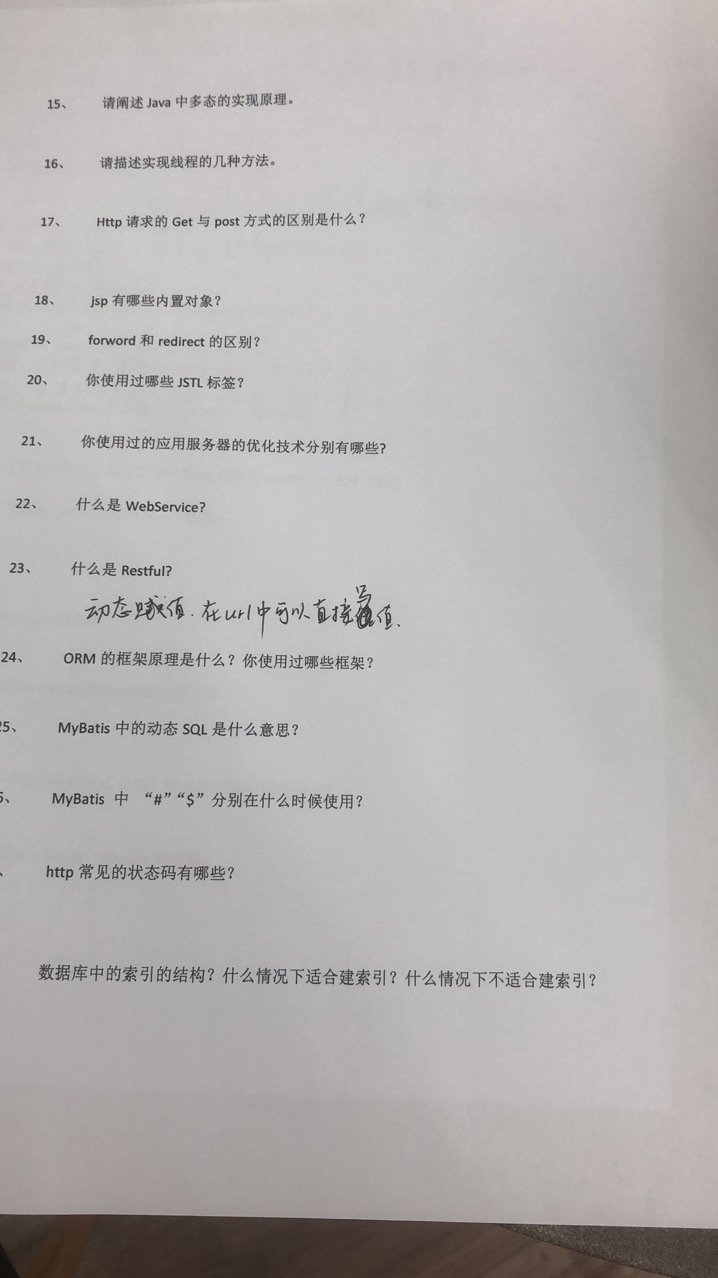 15、 请阐述 Java 中多态的实现原理。
16、 请描述实现线程的几种方法。
17、 Http 请求的 Get 与 post 方式的区别是什么？
18、 jsp 有哪些内置对象？
19、 forword 和 redirect 的区别？
20、 你使用过哪些 JSTL 标签？
21、 你使用过的应用服务器的优化技术分别有哪些?
22、 什么是 WebService?
23、 什么是 Restful?
动态赋值. 在url中可以直接 值.
24、 ORM 的框架原理是什么？你使用过哪些框架？
5、 MyBatis 中的动态 SQL 是什么意思？
、 MyBatis 中 “#”“$” 分别在什么时候使用？
、 http 常见的状态码有哪些？
数据库中的索引的结构？什么情况下适合建索引？什么情况下不适合建索引？